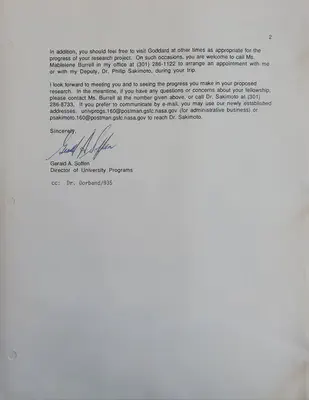 2
In addition, you should feel free to visit Goddard at other times as appropriate for the
progress of your research project. On such occasions, you are welcome to call Ms.
Madeleine Burrell in my office at (301) 286-1122 to arrange an appointment with me
or with my Deputy, Dr. Philip Sakimoto, during your trip.
I look forward to meeting you and to seeing the progress you make in your proposed
research. In the meantime, if you have any questions or concerns about your fellowship,
please contact Ms. Burrell at the number given above, or call Dr. Sakimoto at (301)
286-8733. If you prefer to communicate by e-mail, you may use our newly established
addresses, univprogs.160@postman.gsfc.nasa.gov (for administrative business) or
psakimoto.160@postman.gsfc.nasa.gov to reach Dr. Sakimoto.
Sincerely,
Gerald A. Soffen
Gerald A. Soffen
Director of University Programs
cc: Dr. Dorband/935